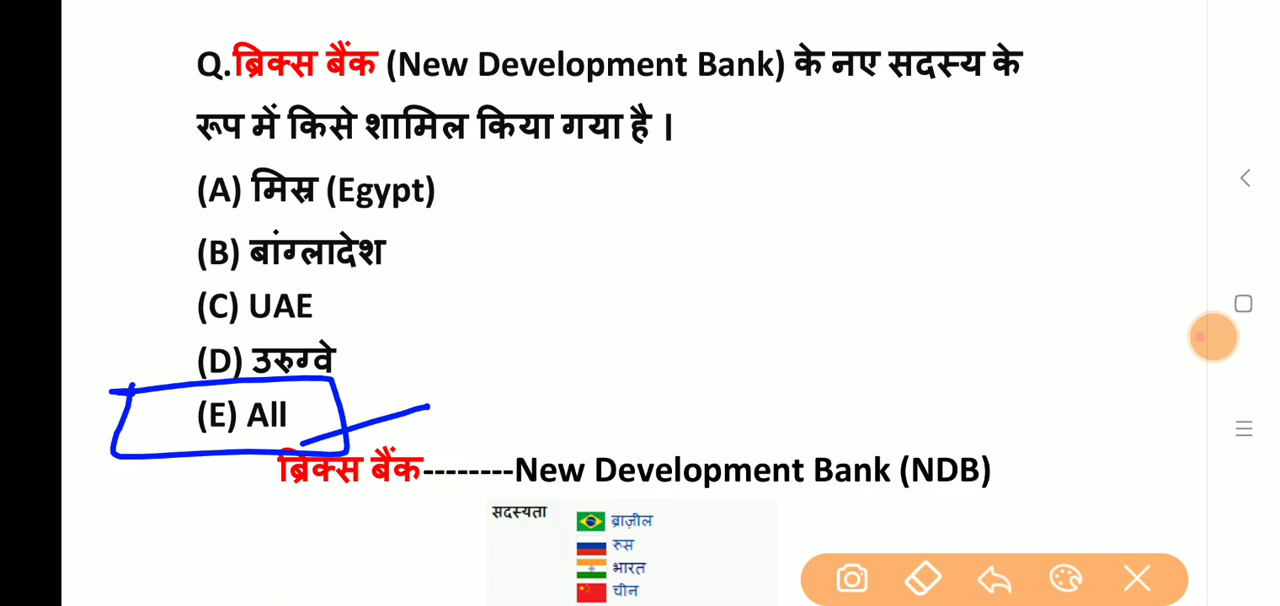 Q.ब्रिक्स बैंक (New Development Bank) के नए सदस्य के
रूप में किसे शामिल किया गया है ।
(A) मिस्र (Egypt)
(B) बांग्लादेश
(C) UAE
(D) उरुग्वे
(E) All
ब्रिक्स बैंक--------New Development Bank (NDB)
सदस्यता
ब्राज़ील
रुस
भारत
चीन